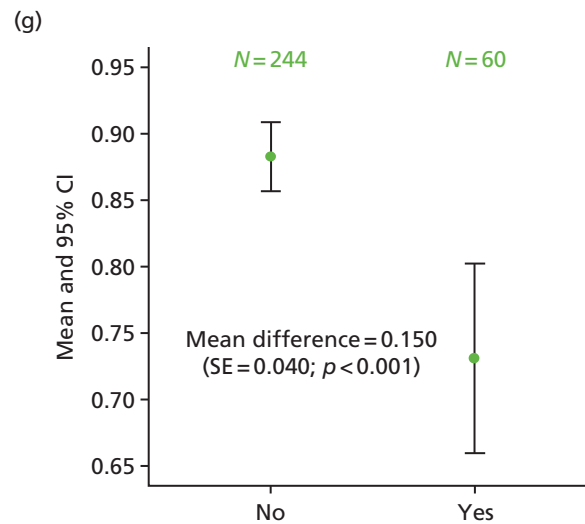 (g)
N=244 N=60
0.95
0.90
0.85
0.80
0.75
0.70
0.65
Mean and 95% CI
Mean difference=0.150
(SE=0.040; p<0.001)
No Yes